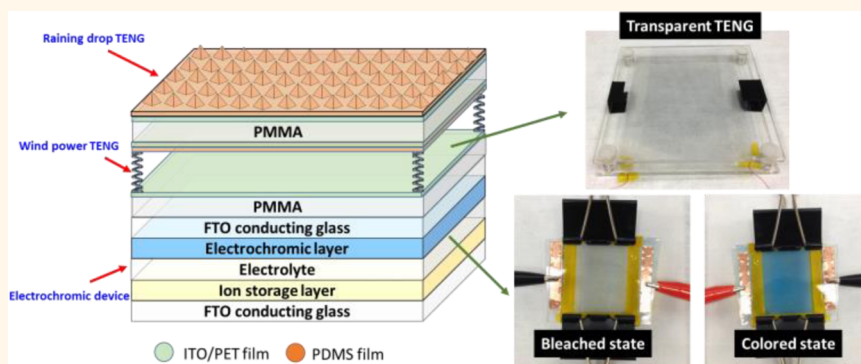 Raining drop TENG
Wind power TENG
Electrochromic device
PMMA
PMMA
FTO conducting glass
Electrochromic layer
Electrolyte
Ion storage layer
FTO conducting glass
ITO/PET film
PDMS film
Transparent TENG
Bleached state
Colored state